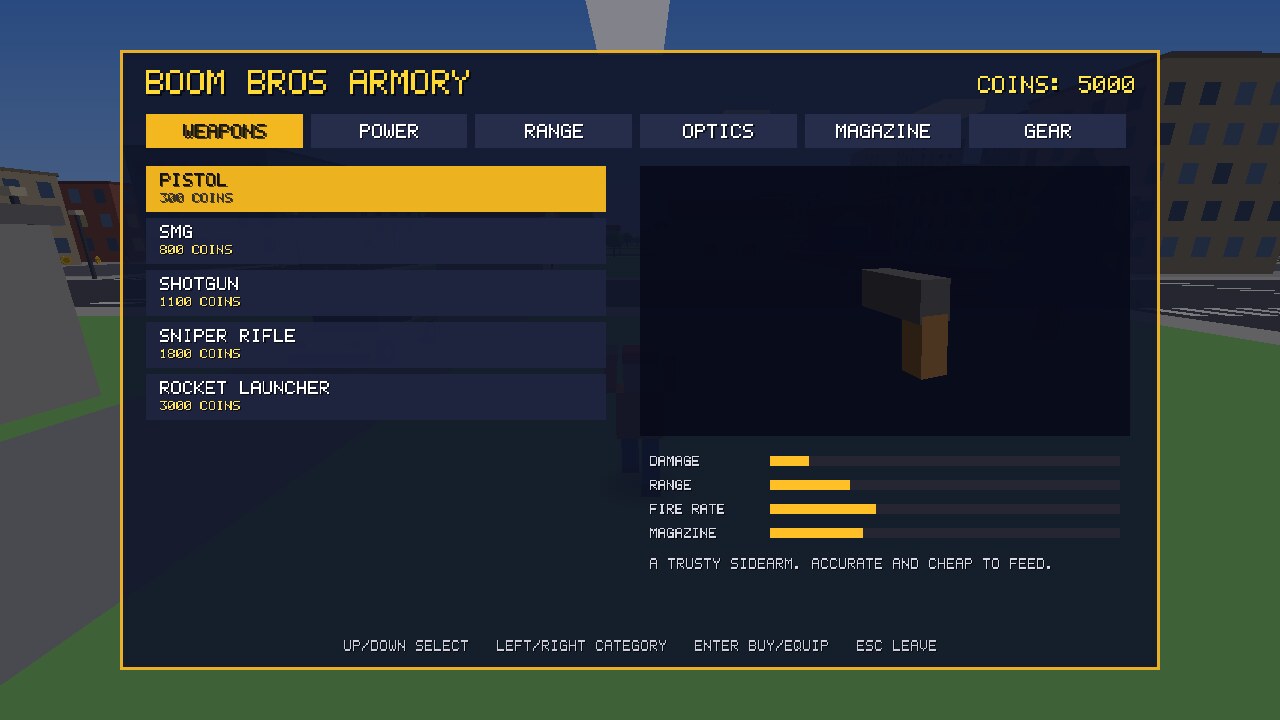 BOOM BROS ARMORY
COINS: 5000
WEAPONS POWER RANGE OPTICS MAGAZINE GEAR
PISTOL
300 COINS
SMG
800 COINS
SHOTGUN
1100 COINS
SNIPER RIFLE
1800 COINS
ROCKET LAUNCHER
3000 COINS
DAMAGE
RANGE
FIRE RATE
MAGAZINE
A TRUSTY SIDEARM. ACCURATE AND CHEAP TO FEED.
UP/DOWN SELECT LEFT/RIGHT CATEGORY ENTER BUY/EQUIP ESC LEAVE